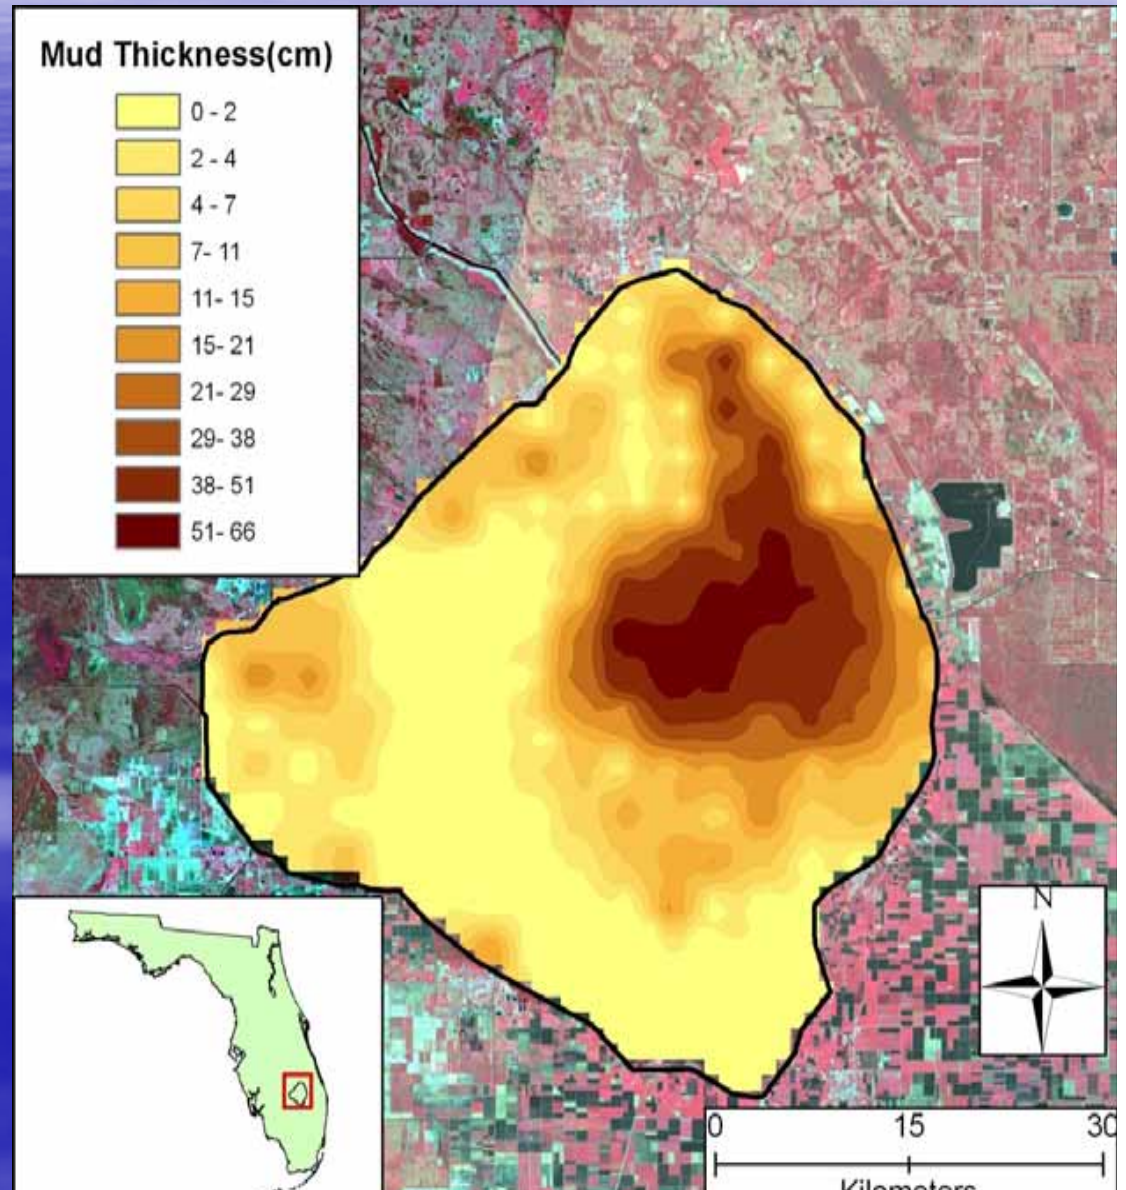 Mud Thickness(cm)
0 - 2
2 - 4
4 - 7
7- 11
11- 15
15- 21
21- 29
29- 38
38- 51
51- 66
N
0 15 30
Kilometers